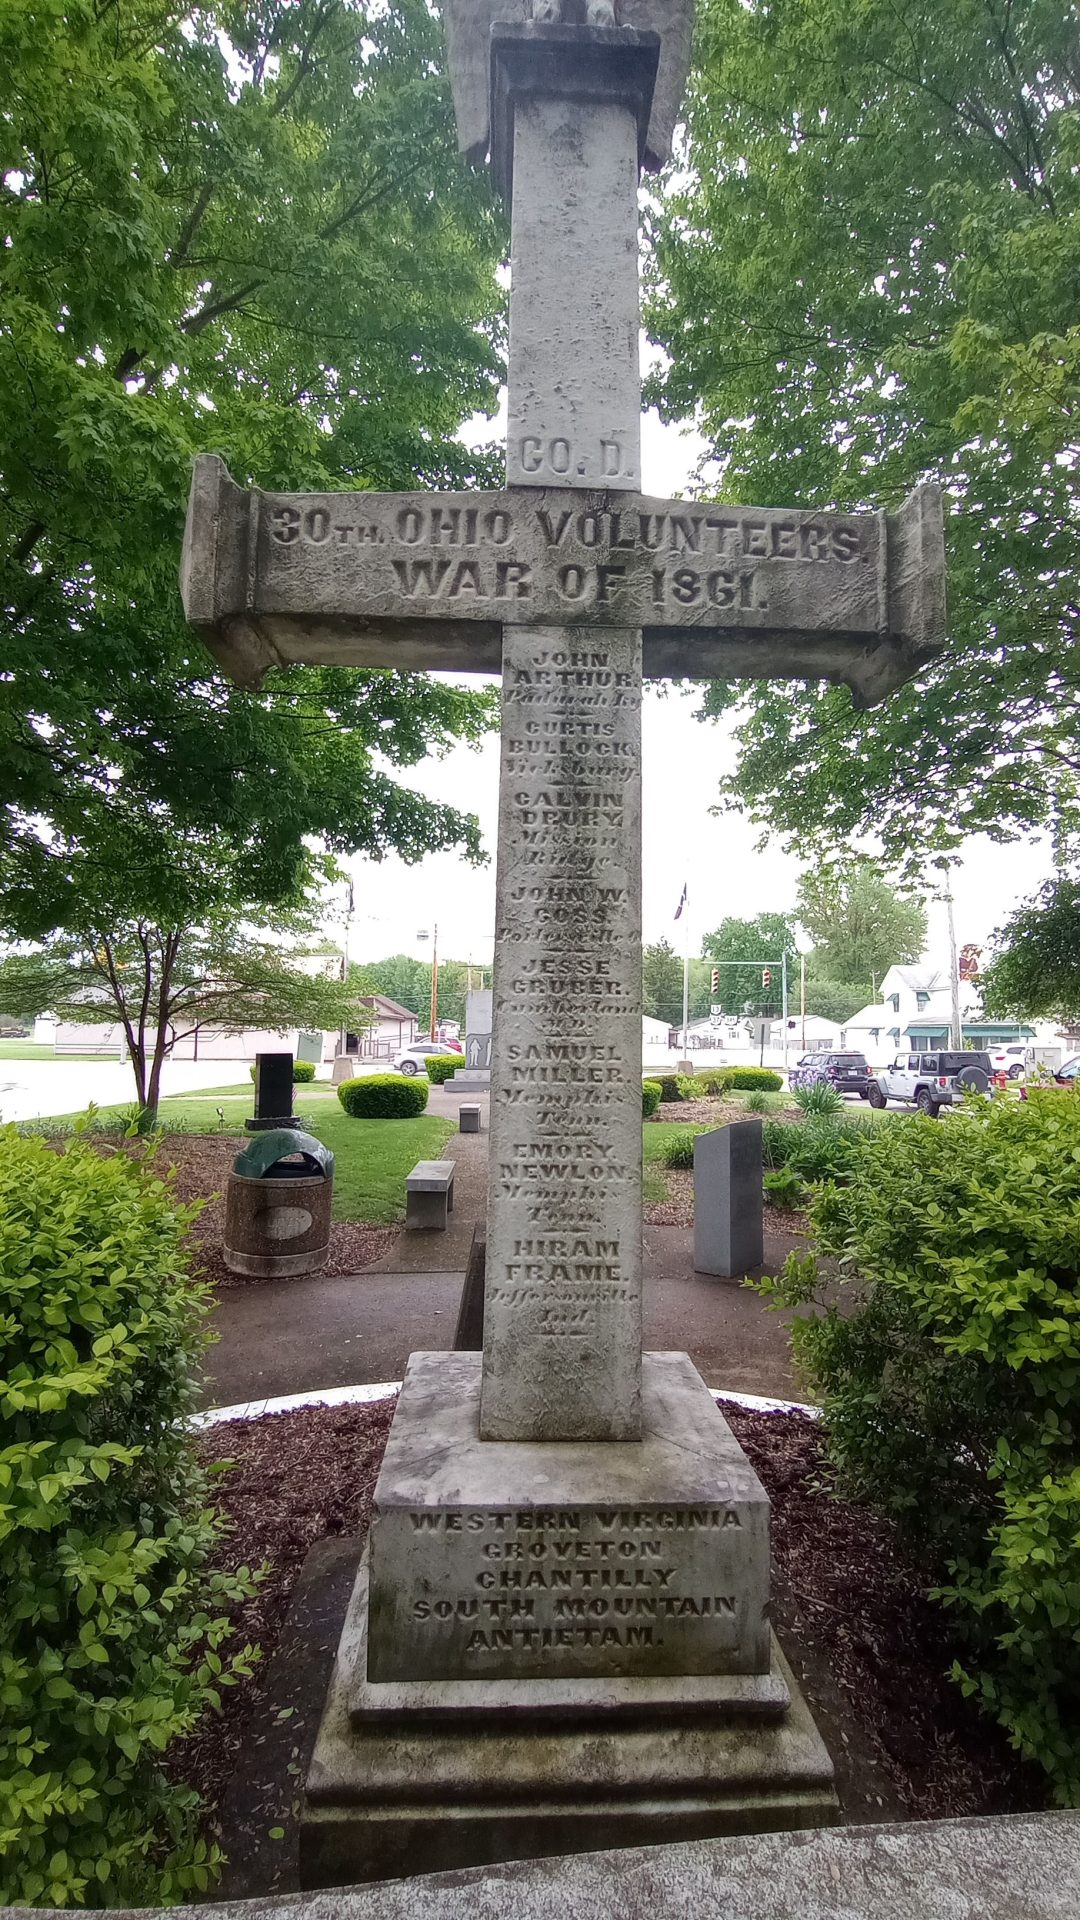 CO. D.
30TH. OHIO VOLUNTEERS.
WAR OF 1861.
JOHN
ARTHUR.
Paducah Ky
CURTIS
BULLOCK.
Vicksburg.
CALVIN
DRURY.
Mission
Ridge.
JOHN W.
GOSS
JESSE
GRUBER.
Cumberland
MD.
SAMUEL
MILLER.
Memphis
Tenn.
EMORY.
NEWLON.
Memphis
Tenn.
HIRAM
FRAME.
Jeffersonville
Ind.
WESTERN VIRGINIA
GROVETON
CHANTILLY
SOUTH MOUNTAIN
ANTIETAM.